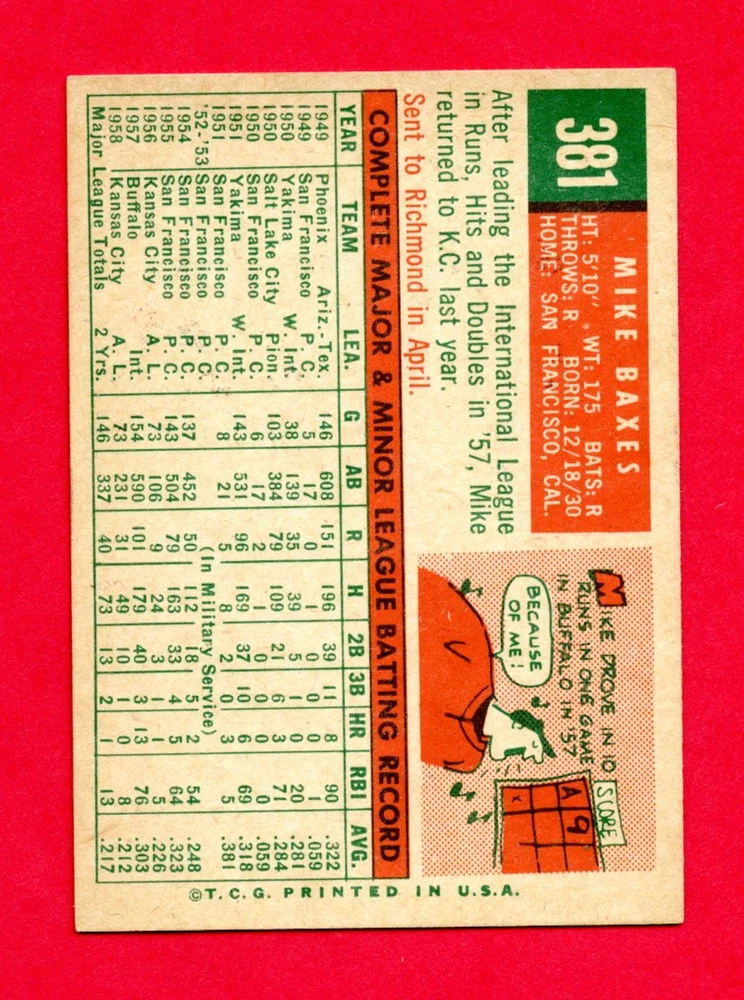 381
MIKE BAXES
HT: 5'10" WT: 175 BATS: R
THROWS: R BORN: 12/18/30
HOME: SAN FRANCISCO, CAL.
After leading the International League
in Runs, Hits and Doubles in '57, Mike
returned to K.C. last year.
Sent to Richmond in April.
MIKE DROVE IN 10
RUNS IN ONE GAME
IN BUFFALO IN '57
BECAUSE
OF ME!
SCORE
A 9
X
COMPLETE MAJOR & MINOR LEAGUE BATTING RECORD
YEAR TEAM LEA. G AB R H 2B 3B HR RBI AVG.
1949 Phoenix Ariz.-Tex. 146 608 151 196 39 11 8 90 .322
1949 San Francisco P. C. 5 17 0 1 0 0 0 1 .059
1950 Yakima W. Int. 38 139 35 39 5 1 3 20 .281
1950 Salt Lake City Pion. 103 384 79 109 21 6 3 71 .284
1950 San Francisco P. C. 6 17 2 1 0 0 0 0 .059
1951 Yakima W. Int. 143 531 96 169 37 10 6 69 .318
1951 San Francisco P. C. 8 21 5 8 2 0 3 5 .381
'52-'53 San Francisco (In Military Service)
1954 San Francisco P. C. 137 452 50 112 18 5 2 54 .248
1955 San Francisco P. C. 143 504 79 163 33 4 5 64 .323
1956 Kansas City A. L. 73 106 9 24 3 1 1 5 .226
1957 Buffalo Int. 154 590 101 179 40 3 13 76 .303
1958 Kansas City A. L. 73 231 31 49 10 1 0 8 .212
Major League Totals 2 Yrs. 146 337 40 73 13 2 1 13 .217
©T.C.G. PRINTED IN U.S.A.